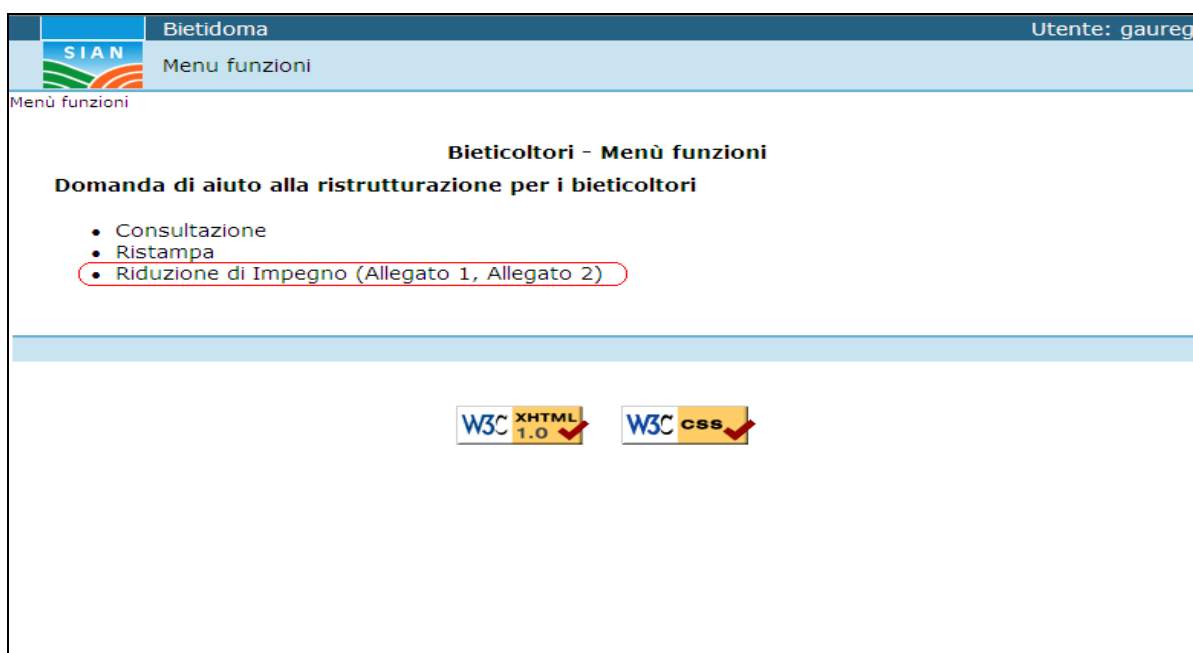 Bietidoma Utente: gaureg
SIAN
Menu funzioni
Menù funzioni
Bieticoltori - Menù funzioni
Domanda di aiuto alla ristrutturazione per i bieticoltori
• Consultazione
• Ristampa
• Riduzione di Impegno (Allegato 1, Allegato 2)
W3C XHTML 1.0 W3C css